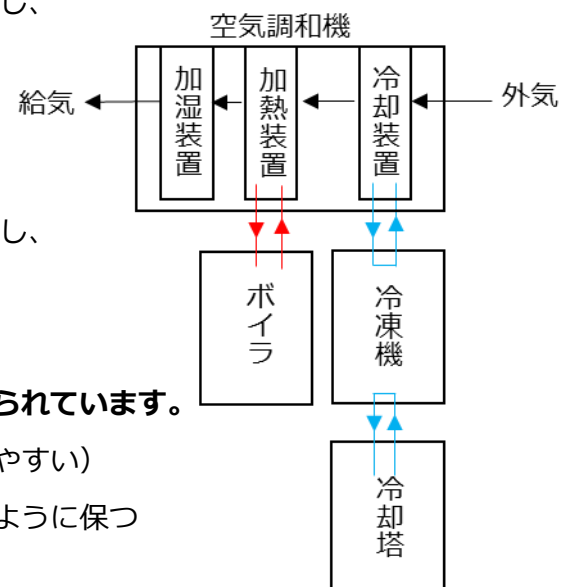 し、
空気調和機
給気
加湿装置
加熱装置
冷却装置
外気
し、
ボイラ
冷凍機
られています。
やすい）
ように保つ
冷却塔